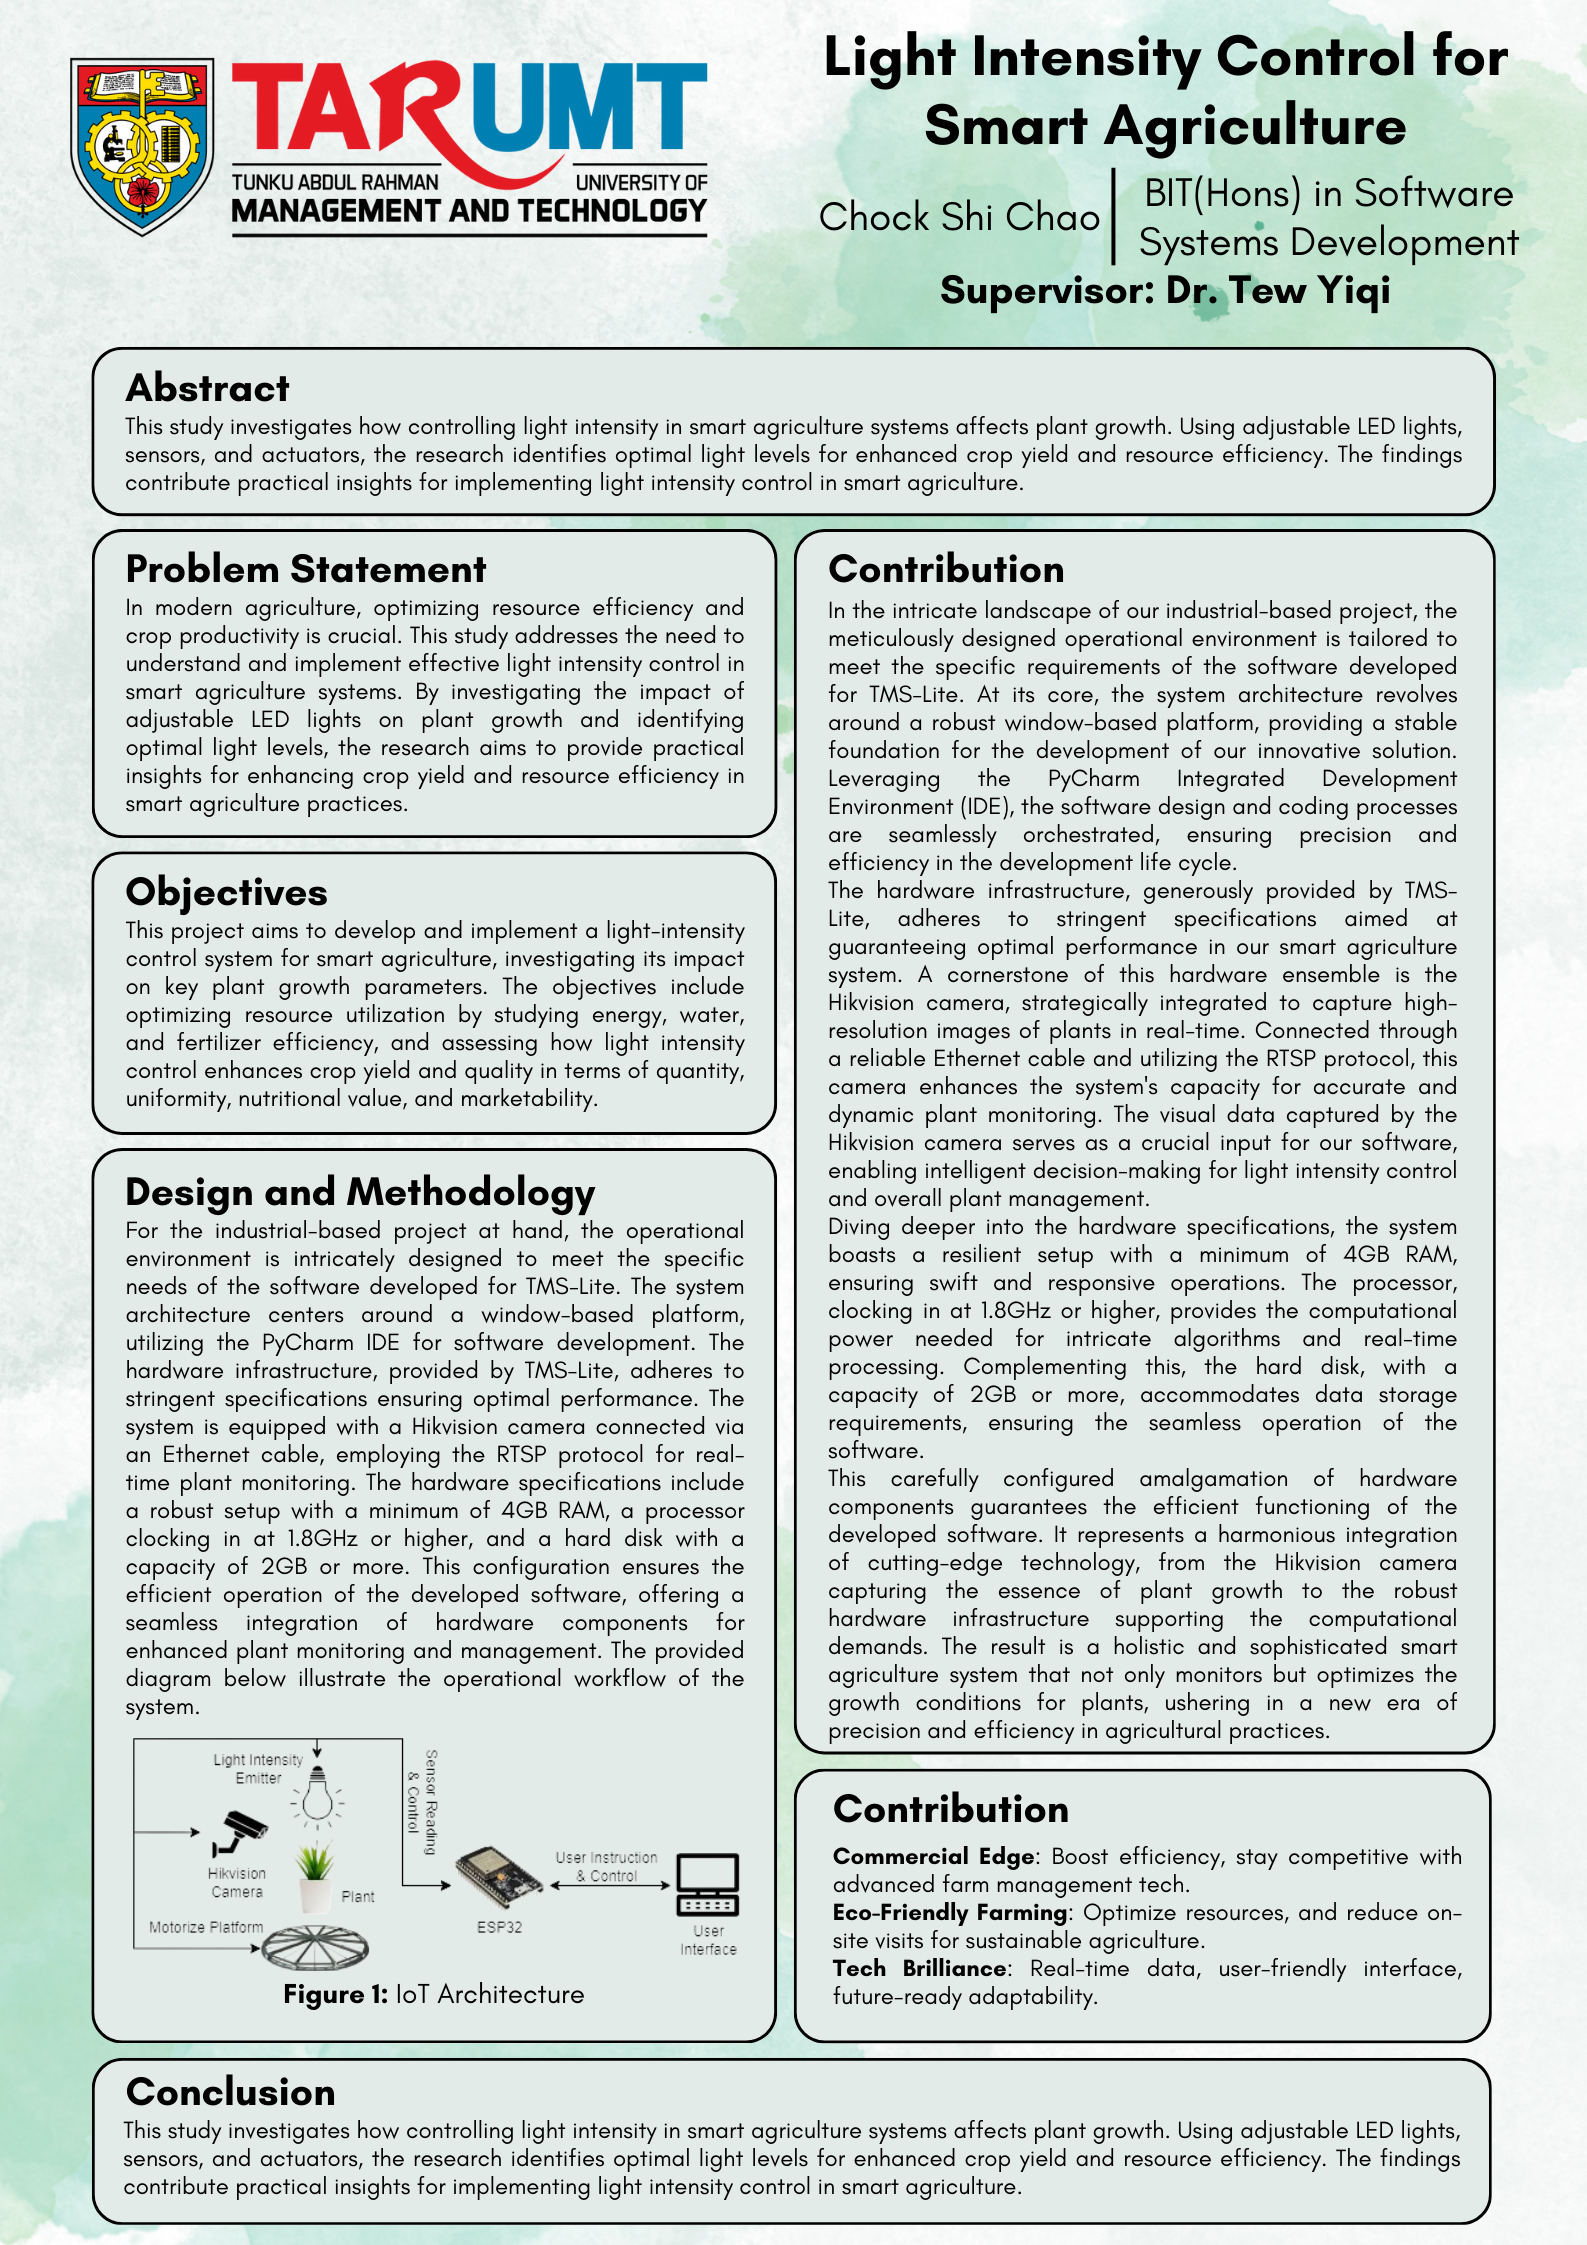 TARUMT
TUNKU ABDUL RAHMAN UNIVERSITY OF
MANAGEMENT AND TECHNOLOGY
Light Intensity Control for
Smart Agriculture
Chock Shi Chao
BIT(Hons) in Software
Systems Development
Supervisor: Dr. Tew Yiqi
Abstract
This study investigates how controlling light intensity in smart agriculture systems affects plant growth. Using adjustable LED lights,
sensors, and actuators, the research identifies optimal light levels for enhanced crop yield and resource efficiency. The findings
contribute practical insights for implementing light intensity control in smart agriculture.
Problem Statement
In modern agriculture, optimizing resource efficiency and
crop productivity is crucial. This study addresses the need to
understand and implement effective light intensity control in
smart agriculture systems. By investigating the impact of
adjustable LED lights on plant growth and identifying
optimal light levels, the research aims to provide practical
insights for enhancing crop yield and resource efficiency in
smart agriculture practices.
Objectives
This project aims to develop and implement a light-intensity
control system for smart agriculture, investigating its impact
on key plant growth parameters. The objectives include
optimizing resource utilization by studying energy, water,
and fertilizer efficiency, and assessing how light intensity
control enhances crop yield and quality in terms of quantity,
uniformity, nutritional value, and marketability.
Design and Methodology
For the industrial-based project at hand, the operational
environment is intricately designed to meet the specific
needs of the software developed for TMS-Lite. The system
architecture centers around a window-based platform,
utilizing the PyCharm IDE for software development. The
hardware infrastructure, provided by TMS-Lite, adheres to
stringent specifications ensuring optimal performance. The
system is equipped with a Hikvision camera connected via
an Ethernet cable, employing the RTSP protocol for real-
time plant monitoring. The hardware specifications include
a robust setup with a minimum of 4GB RAM, a processor
clocking in at 1.8GHz or higher, and a hard disk with a
capacity of 2GB or more. This configuration ensures the
efficient operation of the developed software, offering a
seamless integration of hardware components for
enhanced plant monitoring and management. The provided
diagram below illustrate the operational workflow of the
system.
Light Intensity
Emitter
Sensor Reading
& Control
Hikvision
Camera
Plant
Motorize Platform
ESP32
User Instruction
& Control
User
Interface
Figure 1: IoT Architecture
Contribution
In the intricate landscape of our industrial-based project, the
meticulously designed operational environment is tailored to
meet the specific requirements of the software developed
for TMS-Lite. At its core, the system architecture revolves
around a robust window-based platform, providing a stable
foundation for the development of our innovative solution.
Leveraging the PyCharm Integrated Development
Environment (IDE), the software design and coding processes
are seamlessly orchestrated, ensuring precision and
efficiency in the development life cycle.
The hardware infrastructure, generously provided by TMS-
Lite, adheres to stringent specifications aimed at
guaranteeing optimal performance in our smart agriculture
system. A cornerstone of this hardware ensemble is the
Hikvision camera, strategically integrated to capture high-
resolution images of plants in real-time. Connected through
a reliable Ethernet cable and utilizing the RTSP protocol, this
camera enhances the system's capacity for accurate and
dynamic plant monitoring. The visual data captured by the
Hikvision camera serves as a crucial input for our software,
enabling intelligent decision-making for light intensity control
and overall plant management.
Diving deeper into the hardware specifications, the system
boasts a resilient setup with a minimum of 4GB RAM,
ensuring swift and responsive operations. The processor,
clocking in at 1.8GHz or higher, provides the computational
power needed for intricate algorithms and real-time
processing. Complementing this, the hard disk, with a
capacity of 2GB or more, accommodates data storage
requirements, ensuring the seamless operation of the
software.
This carefully configured amalgamation of hardware
components guarantees the efficient functioning of the
developed software. It represents a harmonious integration
of cutting-edge technology, from the Hikvision camera
capturing the essence of plant growth to the robust
hardware infrastructure supporting the computational
demands. The result is a holistic and sophisticated smart
agriculture system that not only monitors but optimizes the
growth conditions for plants, ushering in a new era of
precision and efficiency in agricultural practices.
Contribution
Commercial Edge: Boost efficiency, stay competitive with
advanced farm management tech.
Eco-Friendly Farming: Optimize resources, and reduce on-
site visits for sustainable agriculture.
Tech Brilliance: Real-time data, user-friendly interface,
future-ready adaptability.
Conclusion
This study investigates how controlling light intensity in smart agriculture systems affects plant growth. Using adjustable LED lights,
sensors, and actuators, the research identifies optimal light levels for enhanced crop yield and resource efficiency. The findings
contribute practical insights for implementing light intensity control in smart agriculture.